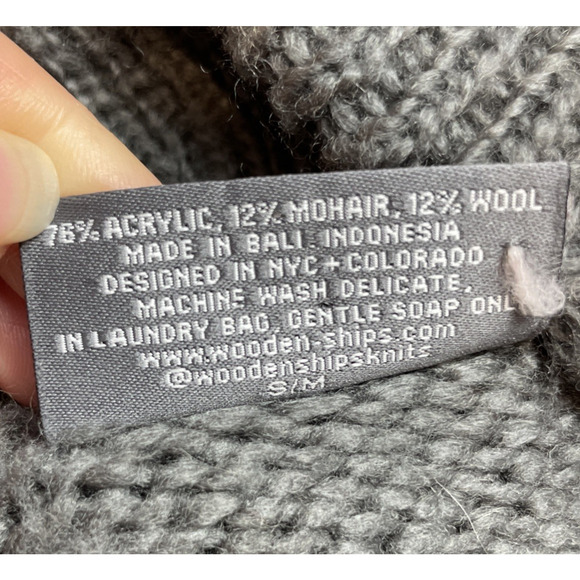 76% ACRYLIC, 12% MOHAIR, 12% WOOL
MADE IN BALI. INDONESIA
DESIGNED IN NYC + COLORADO
MACHINE WASH DELICATE,
IN LAUNDRY BAG, GENTLE SOAP ONL
www.wooden-ships.com
@woodenshipsknits
S/M